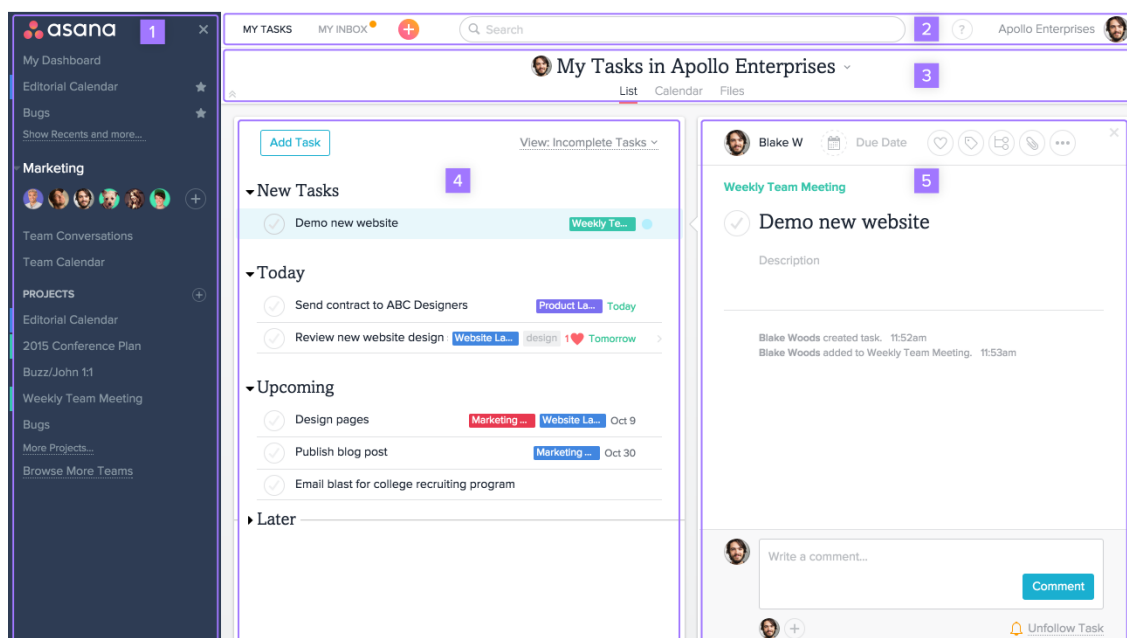 asana
1
My Dashboard
Editorial Calendar
Bugs
Show Recents and more...
Marketing
Team Conversations
Team Calendar
PROJECTS
Editorial Calendar
2015 Conference Plan
Buzz/John 1:1
Weekly Team Meeting
Bugs
More Projects...
Browse More Teams
MY TASKS MY INBOX Search 2 ? Apollo Enterprises
My Tasks in Apollo Enterprises 3
List Calendar Files
Add Task View: Incomplete Tasks
4
New Tasks
Demo new website Weekly Te...
Today
Send contract to ABC Designers Product La... Today
Review new website design Website La... design 1 Tomorrow
Upcoming
Design pages Marketing ... Website La... Oct 9
Publish blog post Marketing ... Oct 30
Email blast for college recruiting program
Later
Blake W Due Date
Weekly Team Meeting 5
Demo new website
Description
Blake Woods created task. 11:52am
Blake Woods added to Weekly Team Meeting. 11:53am
Write a comment...
Comment
Unfollow Task